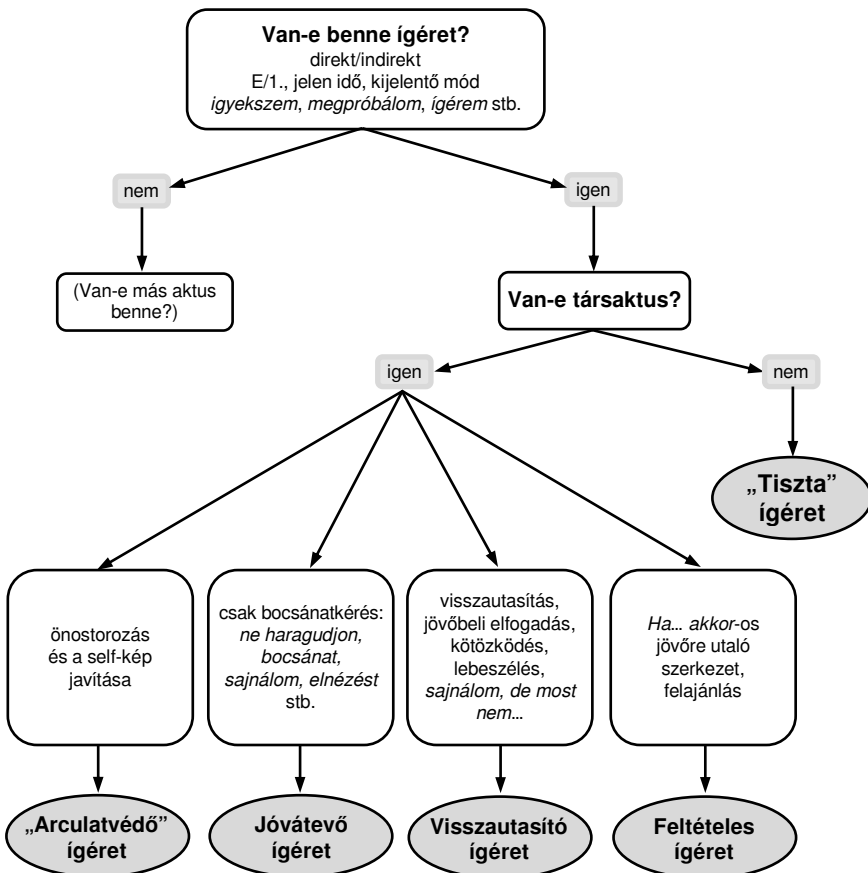 Van-e benne ígéret?
direkt/indirekt
E/1., jelen idő, kijelentő mód
igyekszem, megpróbálom, ígérem stb.
nem
igen
(Van-e más aktus
benne?)
Van-e társaktus?
igen
nem
„Tiszta”
ígéret
önostorozás
és a self-kép
javítása
csak bocsánatkérés:
ne haragudjon,
bocsánat,
sajnálom, elnézést
stb.
visszautasítás,
jövőbeli elfogadás,
kötözködés,
lebeszélés,
sajnálom, de most
nem...
Ha... akkor-os
jövőre utaló
szerkezet,
felajánlás
„Arculatvédő”
ígéret
Jóvátevő
ígéret
Visszautasító
ígéret
Feltételes
ígéret